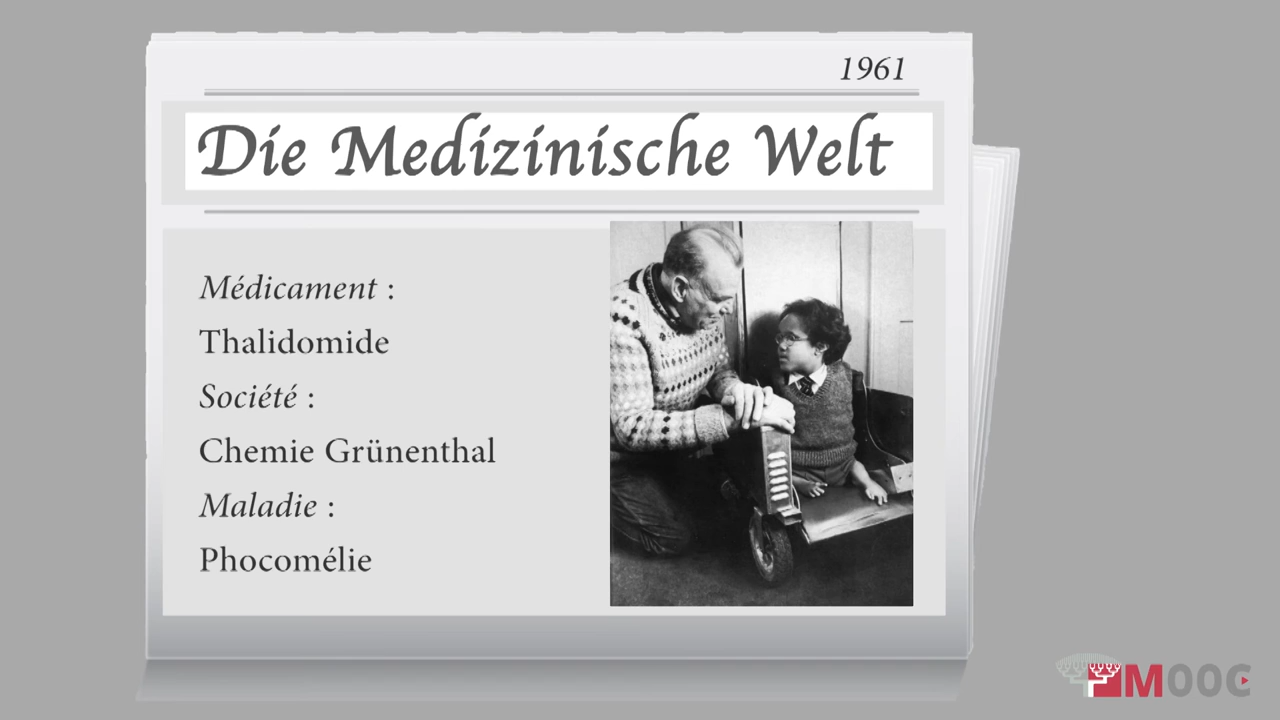 1961
Die Medizinische Welt
Médicament :
Thalidomide
Société :
Chemie Grünenthal
Maladie :
Phocomélie
MOOC